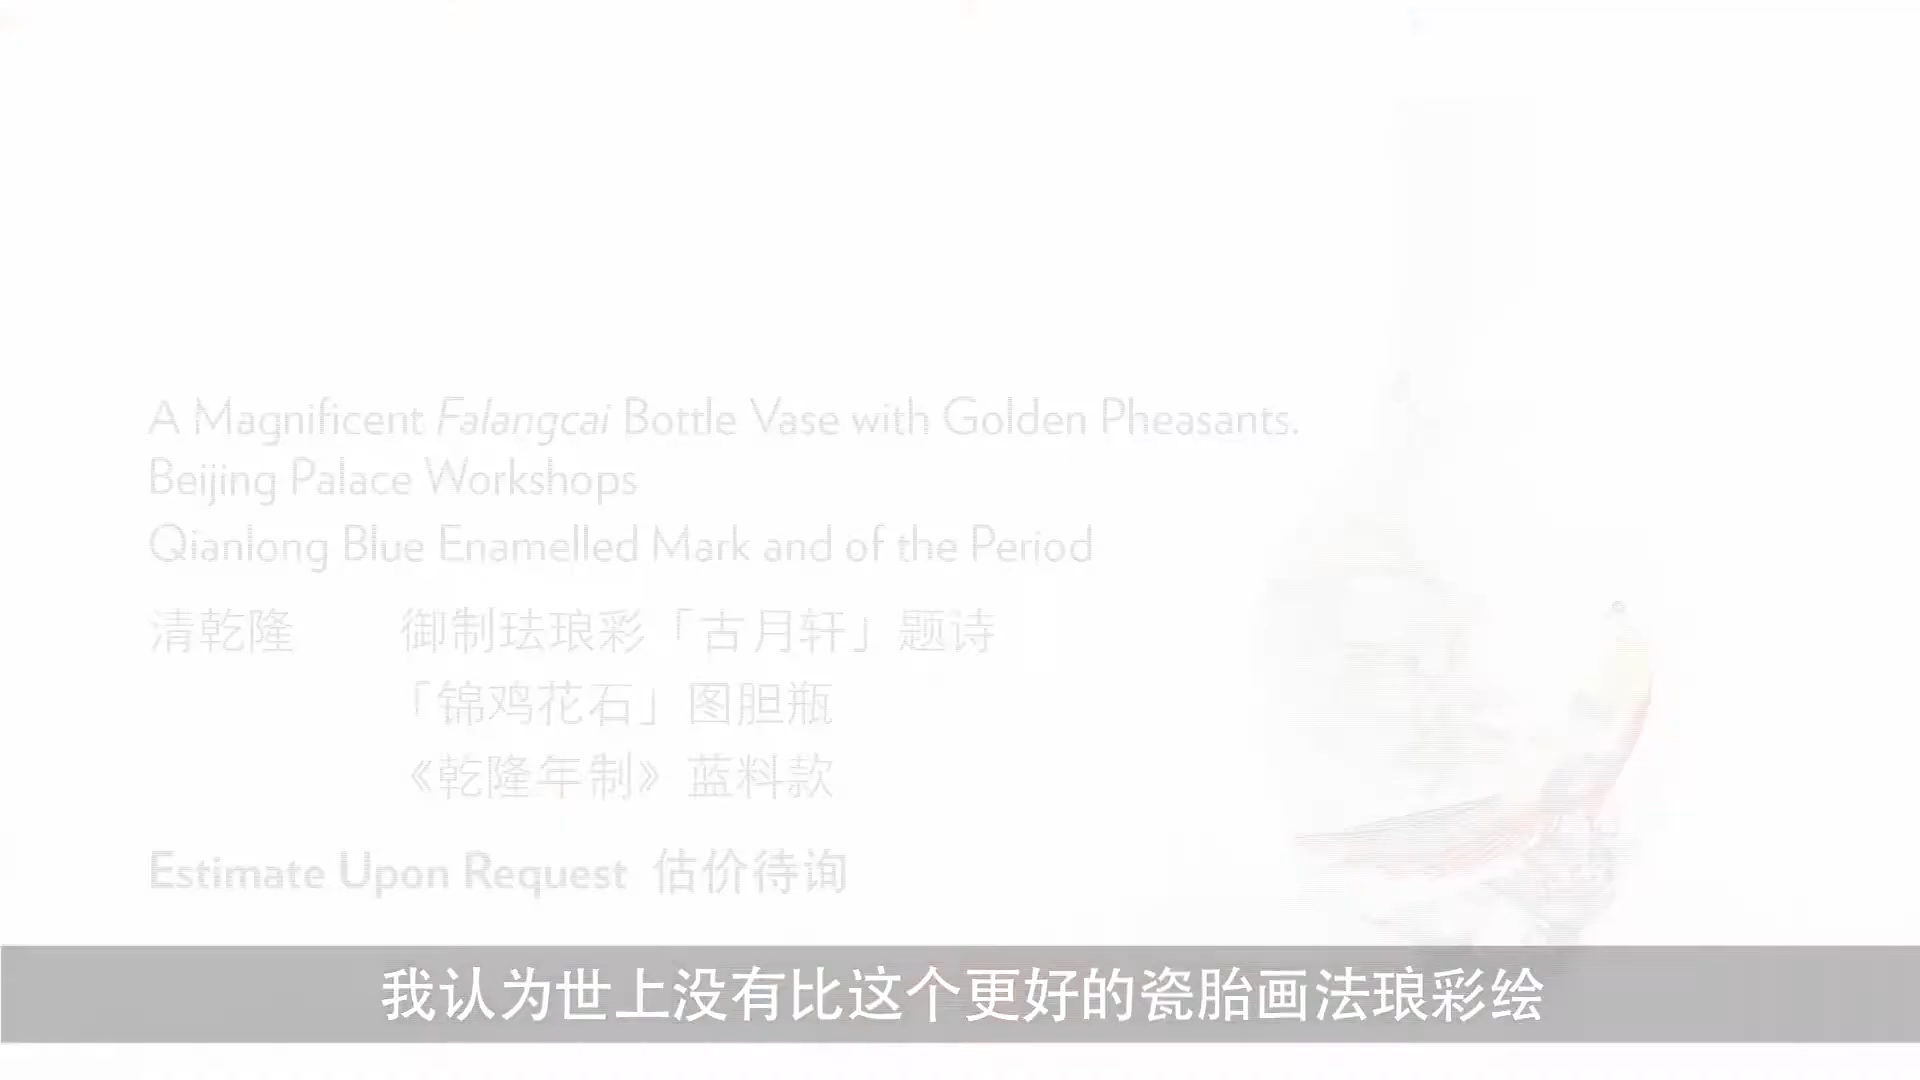 A Magnificent Falangcai Bottle Vase with Golden Pheasants.
Beijing Palace Workshops
Qianlong Blue Enamelled Mark and of the Period
清乾隆 御制珐琅彩「古月轩」题诗
「锦鸡花石」图胆瓶
《乾隆年制》蓝料款
Estimate Upon Request 估价待询
我认为世上没有比这个更好的瓷胎画法琅彩绘